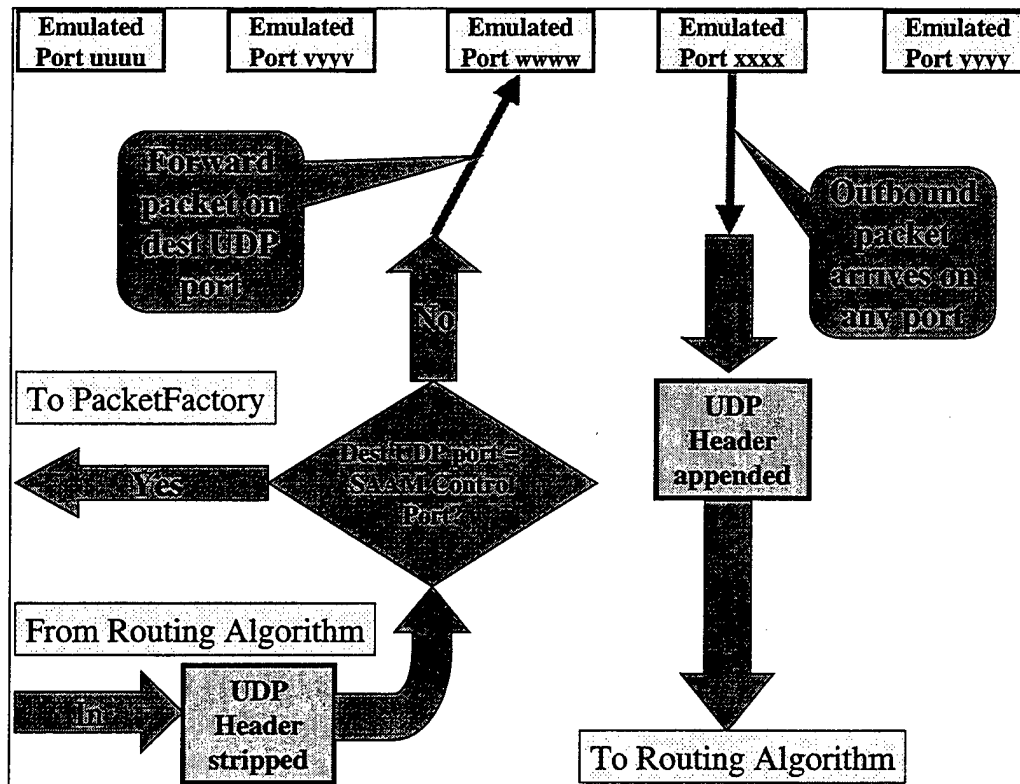 Emulated
Port uuuu
Emulated
Port vvvv
Emulated
Port wwww
Emulated
Port xxxx
Emulated
Port yyyy
Forward
packet on
dest UDP
port
Outbound
packet
arrives on
any port
No
To PacketFactory
Yes
Dest UDP port =
SAAM Control
Port?
UDP
Header
appended
From Routing Algorithm
In
UDP
Header
stripped
To Routing Algorithm